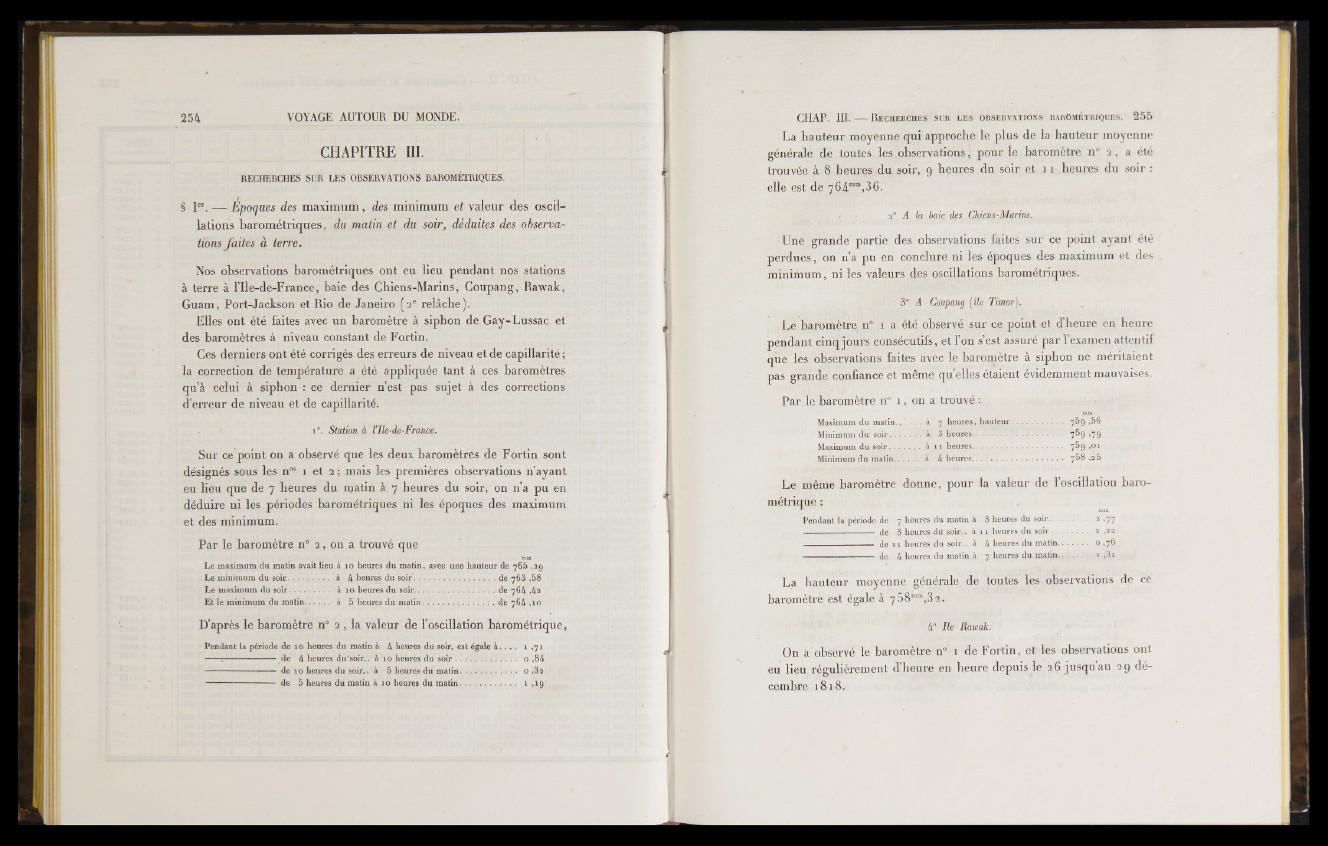 254 VOYAGE AUTOUR DU MONDE.
CHAPITRE III.
RECHERCHES SUR LES OBSERVATIONS BAROMÉTRIQUES.
§ Ier. — Époques des maximum, des minimum et valeur des oscil-
lations barométriques, du matin et du soir, déduites des observa-
tions faites à terre.
Nos observations barométriques ont eu lieu pendant nos stations
à terre à l'Ile-de-France, baie des Chiens-Marins, Coupang, Rawak,
Guam, Port-Jackson et Rio de Janeiro (2e relâche).
Elles ont été faites avec un baromètre à siphon de Gay-Lussac et
des baromètres à niveau constant de Fortin.
Ces derniers ont été corrigés des erreurs de niveau et de capillarité;
la correction de température a été appliquée tant à ces baromètres
qu'à celui à siphon : ce dernier n'est pas sujet à des corrections
d'erreur de niveau et de capillarité.
1°. Station à l'Ile-de-France.
Sur ce point on a observé que les deux baromètres de Fortin sont
désignés sous les nos 1 et 2; mais les premières observations n'ayant
eu lieu que de 7 heures du matin à 7 heures du soir, on n'a pu en
déduire ni les périodes barométriques ni les époques des maximum
et des minimum.
Par le baromètre n° 2, on a trouvé que
mm
Le maximum du matin avait lieu à 10 heures du matin, avec une hauteur de 765,29
Le minimum du soir.......... à 4 heures du soir.................. de 763,58
Le maximum du soir.......... à 10 heures du soir.................. de 764,42
Et le minimum du matin...... à 5 heures du matin................ de 764,10
D'après le baromètre n° 2, la valeur de l'oscillation barométrique,
Pendant la période de 10 heures du matin à 4 heures du soir, est égale à.... 1,71
——— de 4 heures du soir.. à 10 heures du soir.............. 0,84
——— de 10 heures du soir.. à 5 heures du matin............. 0,32
——— de 5 heures du matin à 10 heures du matin............. 1,19
CHAP. III. — RECHERCHES SUR LES OBSERVATIONS BAROMÉTRIQUES. 255
La hauteur moyenne qui approche le plus de la hauteur moyenne
générale de toutes les observations, pour le baromètre n° 2, a été
trouvée à 8 heures du soir, 9 heures du soir et 11 heures du soir :
elle est de 764mm,36.
2° A la baie des Chiens-Marins.
Une grande partie des observations faites sur ce point ayant été
perdues, on n'a pu en conclure ni les époques des maximum et des
minimum, ni les valeurs des oscillations barométriques.
3° A Coupang (île Timor).
Le baromètre n° 1 a été observé sur ce point et d'heure en heure
pendant cinq jours consécutifs, et l'on s'est assuré par l'examen attentif
que les observations faites avec le baromètre à siphon ne méritaient
pas grande confiance et même qu'elles étaient évidemment mauvaises.
Par le baromètre n° 1, on a trouvé :
mm
Maximum du matin...... à 7 heures, hauteur............ 759,56
Minimum du soir........ à 3 heures...................... 759,79
Maximum du soir........ à 11 heures..................... 759,01
Minimum du matin...... à 4 heures...................... 758,25
Le même baromètre donne, pour la valeur de l'oscillation baro-
métrique :
mm
Pendant la période de 7 heures du matin à 3 heures du soir.......... 2,77
——— de 3 heures du soir.. à 11 heures du soir......... 2,22
——— de 11 heures du soir.. à 4 heures du matin....... 0,76
——— de 4 heures du matin à 7 heures du matin....... 1,31
La hauteur moyenne générale de toutes les observations de ce
baromètre est égale à 758mm,32.
4° Ile Rawak.
On a observé le baromètre n° 1 de Fortin, et les observations ont
eu lieu régulièrement d'heure en heure depuis le 26 jusqu'au 29 dé-
cembre 1818.